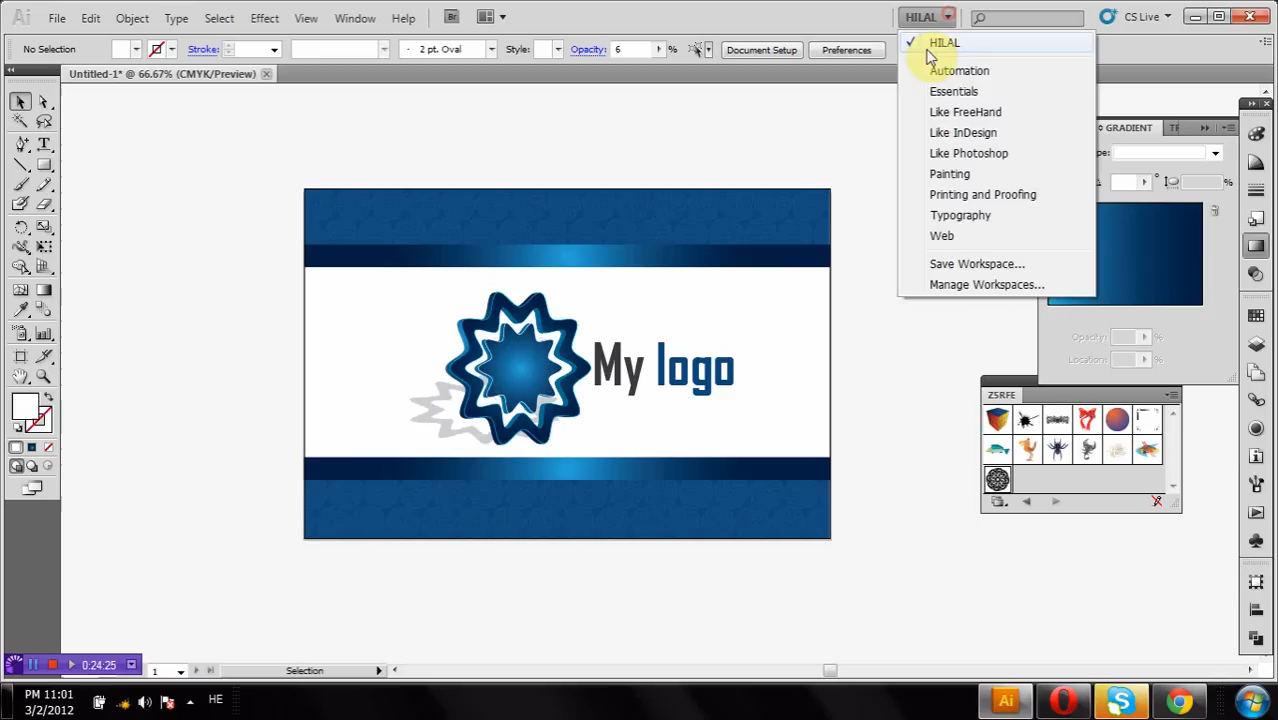 Ai File Edit Object Type Select Effect View Window Help Br HILAL CS Live
No Selection Stroke: 2 pt. Oval Style: Opacity: 6 % Document Setup Preferences
Untitled-1* @ 66.67% (CMYK/Preview)
HILAL
Automation
Essentials
Like FreeHand
Like InDesign
Like Photoshop
Painting
Printing and Proofing
Typography
Web
Save Workspace...
Manage Workspaces...
GRADIENT
%
Opacity: %
Location: %
My logo
ZSRFE
0:24:25 1 Selection
PM 11:01
3/2/2012
HE Ai